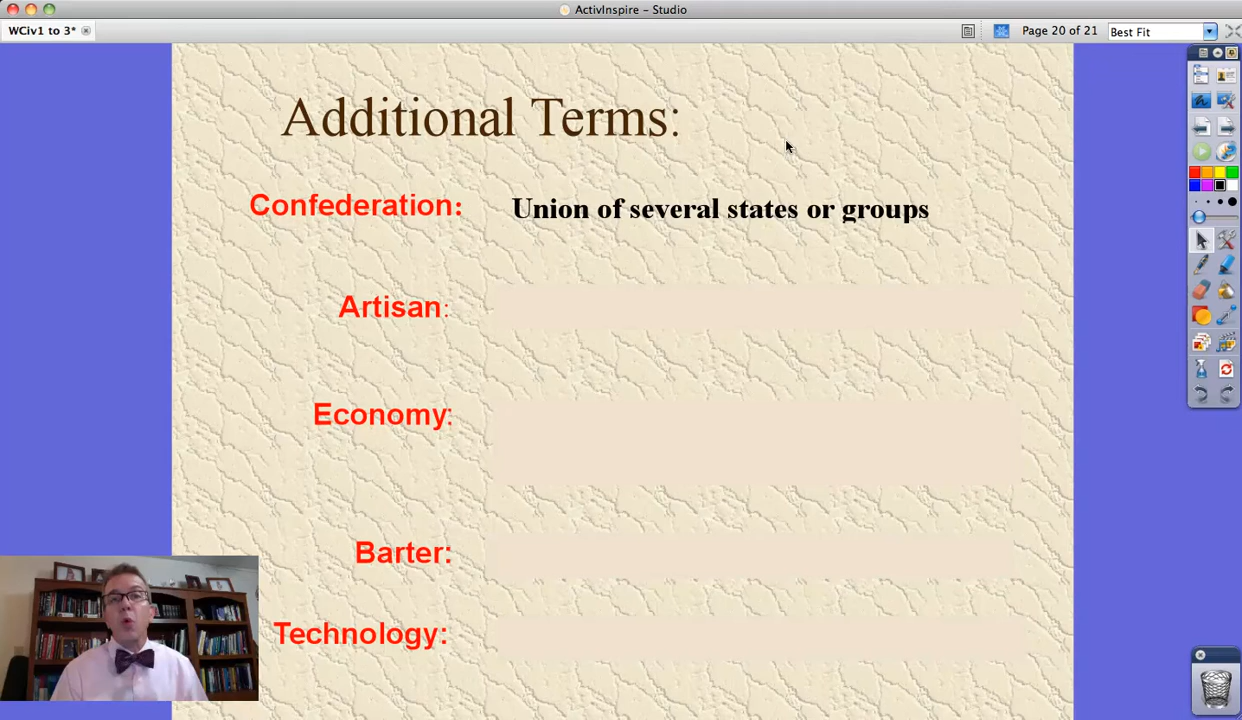 ActivInspire – Studio
WCiv1 to 3*
Page 20 of 21
Best Fit
Additional Terms:
Confederation: Union of several states or groups
Artisan:
Economy:
Barter:
Technology: